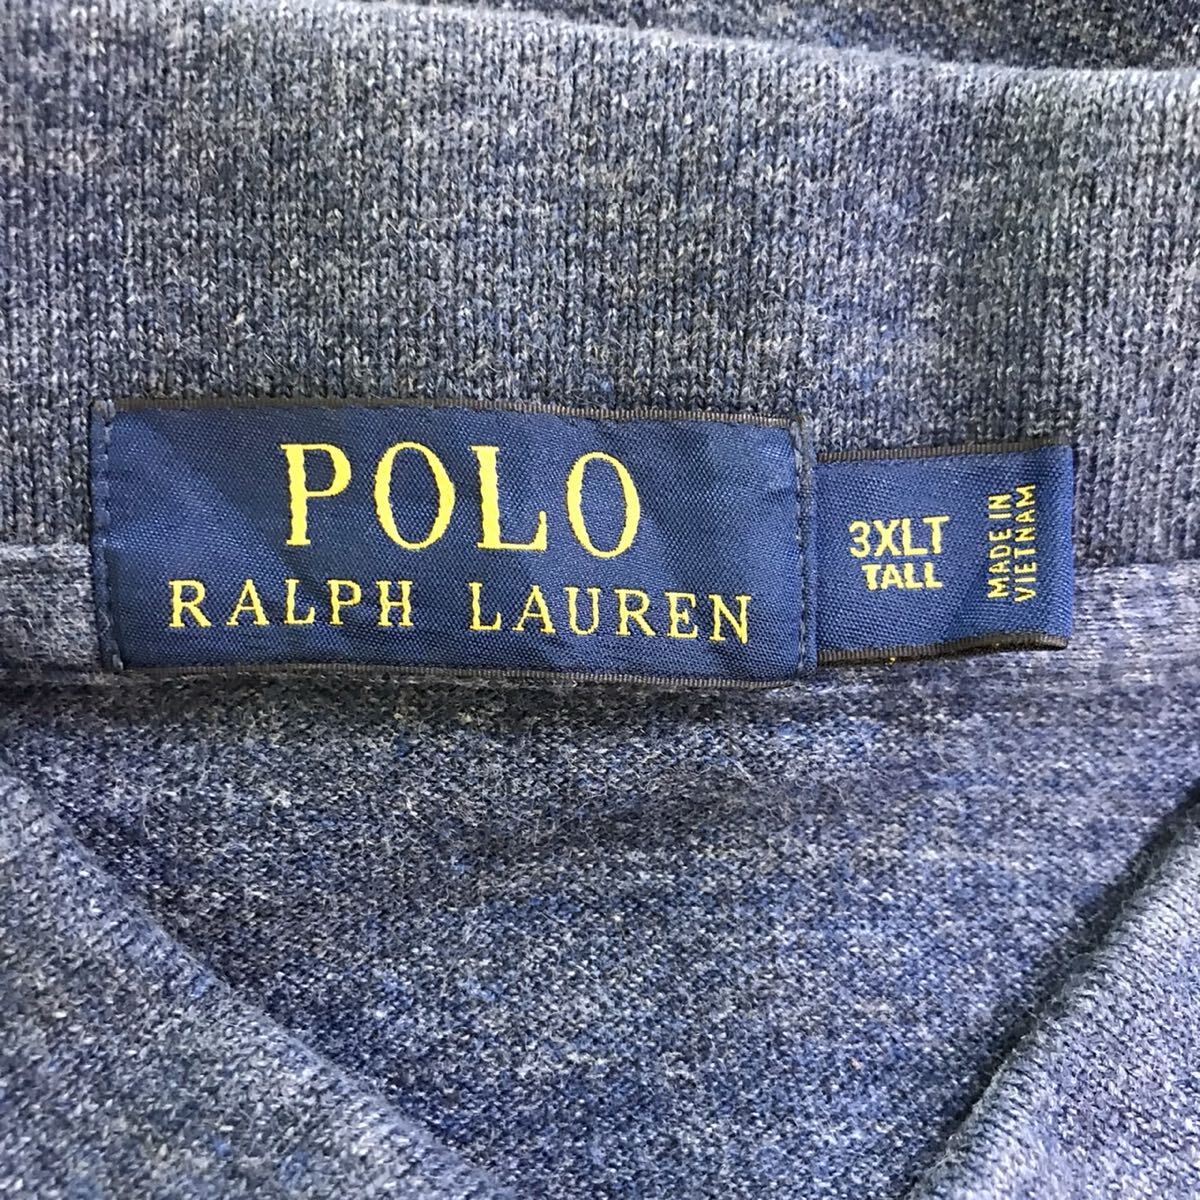 POLO
RALPH LAUREN
3XLT
TALL
MADE IN
VIETNAM